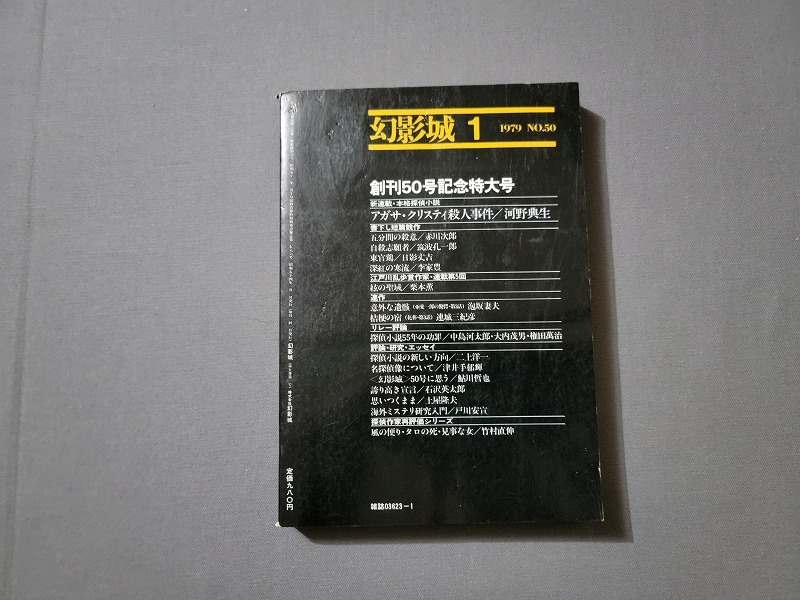 幻影城 1 1979 NO.50
創刊50号記念特大号
新連載・本格探偵小説
アガサ・クリスティ殺人事件／河野典生
書下し短篇競作
五分間の殺意／赤川次郎
自殺志願者／筑波孔一郎
東官鶏／日影丈吉
深紅の寒流／李家豊
江戸川乱歩賞作家・連載第5回
絃の聖域／栗本薫
連作
意外な遺骸 泡坂妻夫
桔梗の宿 連城三紀彦
リレー評論
探偵小説55年の功罪／中島河太郎・大内茂男・権田萬治
評論・研究・エッセイ
探偵小説の新しい方向／二上洋一
名探偵像について／津井手郁輝
〈幻影城〉50号に思う／鮎川哲也
誇り高き宣言／石沢英太郎
思いつくまま／土屋隆夫
海外ミステリ研究入門／戸川安宣
探偵作家再評価シリーズ
風の便り・タロの死・見事な女／竹村直伸
雑誌03623-1
幻影城
幻影城
定価九八〇円